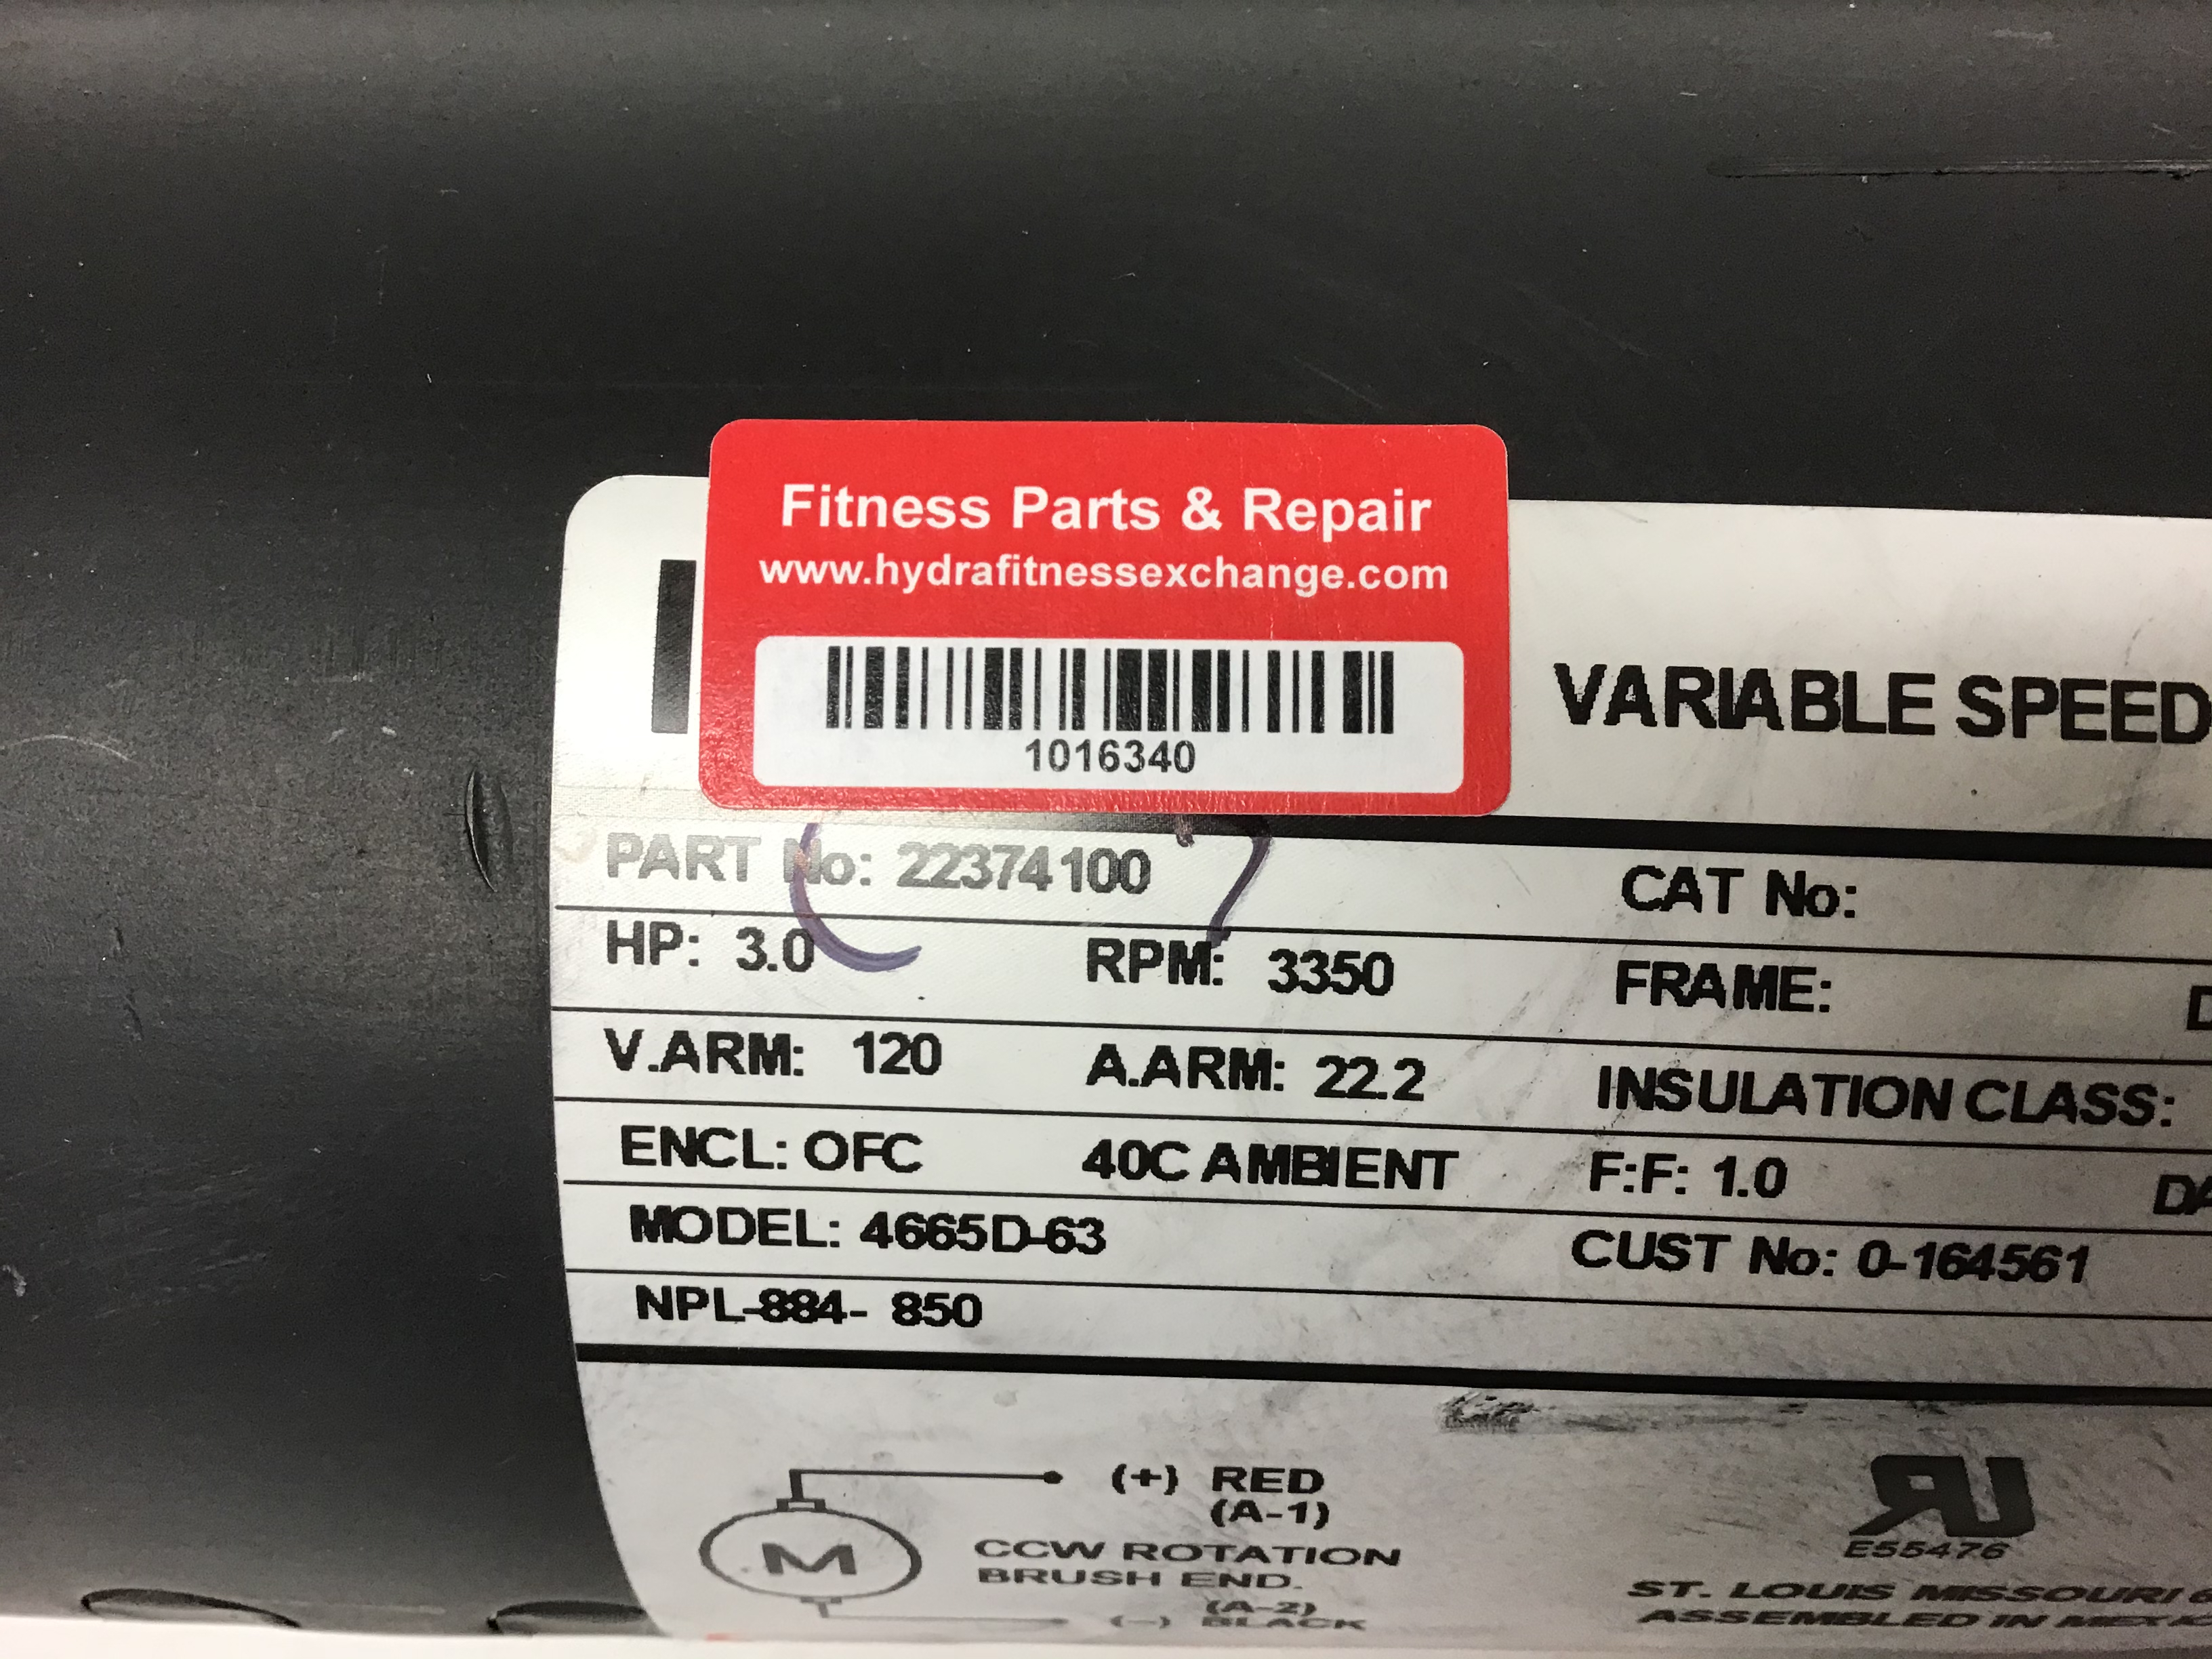 Fitness Parts & Repair
www.hydrafitnessexchange.com
1016340
VARIABLE SPEED
PART No: 22374100
CAT No:
HP: 3.0 RPM: 3350
FRAME:
V.ARM: 120 A.ARM: 22.2
INSULATION CLASS:
ENCL: OFC 40C AMBIENT
F:F: 1.0
MODEL: 4665D-63
CUST No: 0-164561
NPL-884- 850
(+) RED
(A-1)
M
CCW ROTATION
BRUSH END.
(A-2)
(-) BLACK
E55476
ST. LOUIS MISSOURI
ASSEMBLED IN